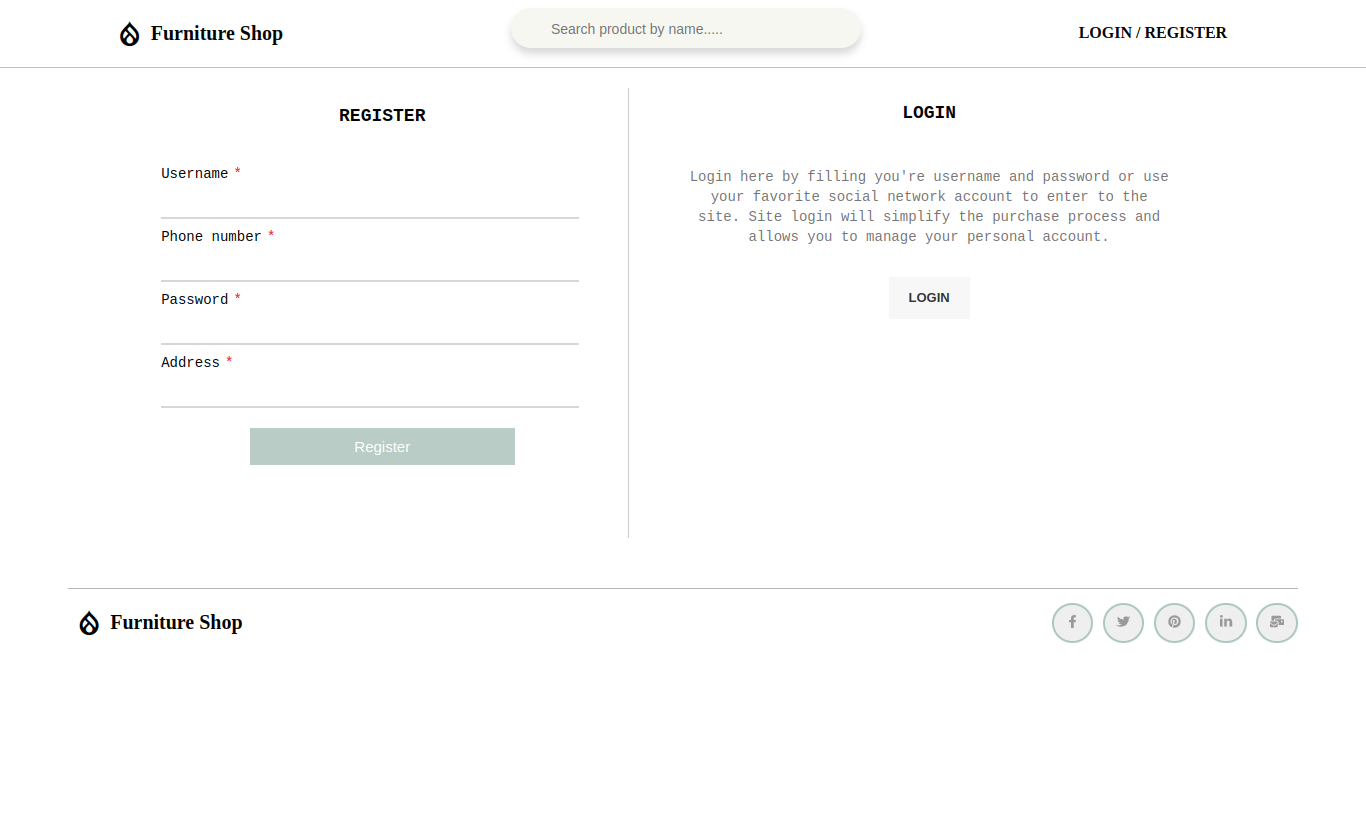 Furniture Shop
Search product by name.....
LOGIN / REGISTER
REGISTER
Username *
Phone number *
Password *
Address *
Register
LOGIN
Login here by filling you're username and password or use
your favorite social network account to enter to the
site. Site login will simplify the purchase process and
allows you to manage your personal account.
LOGIN
Furniture Shop